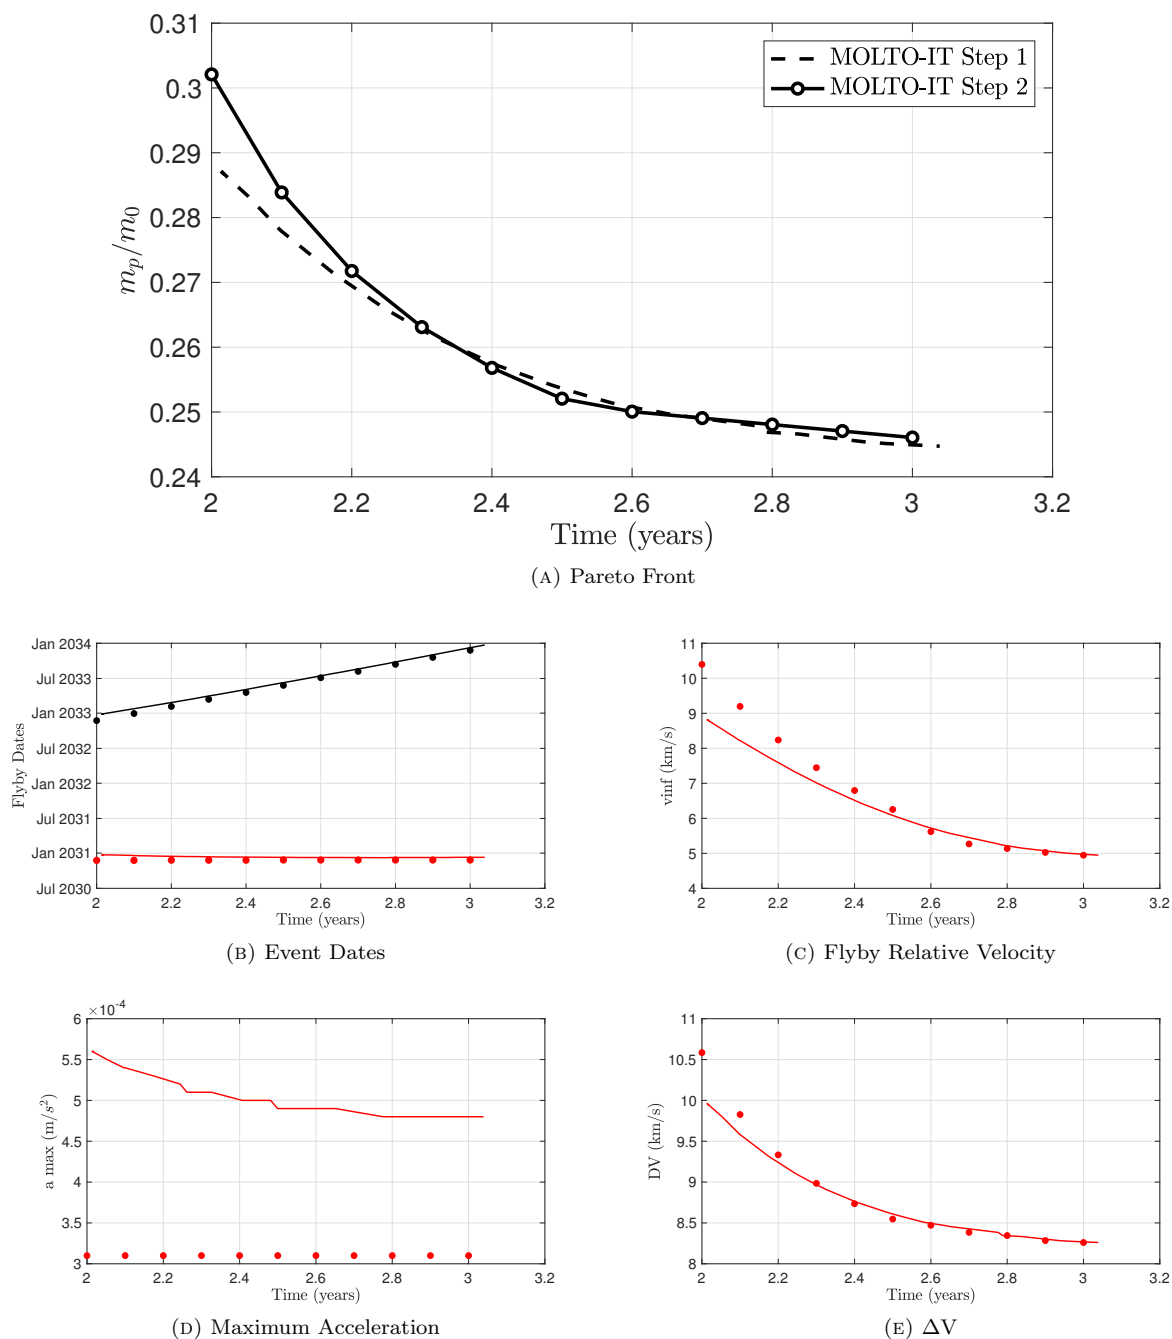 0.31
0.3
0.29
0.28
0.27
0.26
0.25
0.24
m_p/m_0
MOLTO-IT Step 1
MOLTO-IT Step 2
2 2.2 2.4 2.6 2.8 3 3.2
Time (years)
(A) Pareto Front
Jan 2034
Jul 2033
Jan 2033
Jul 2032
Jan 2032
Jul 2031
Jan 2031
Jul 2030
Flyby Dates
2 2.2 2.4 2.6 2.8 3 3.2
Time (years)
(B) Event Dates
11
10
9
8
7
6
5
4
vinf (km/s)
2 2.2 2.4 2.6 2.8 3 3.2
Time (years)
(C) Flyby Relative Velocity
×10⁻⁴
6
5.5
5
4.5
4
3.5
3
a max (m/s²)
2 2.2 2.4 2.6 2.8 3 3.2
Time (years)
(D) Maximum Acceleration
11
10.5
10
9.5
9
8.5
8
DV (km/s)
2 2.2 2.4 2.6 2.8 3 3.2
Time (years)
(E) ΔV